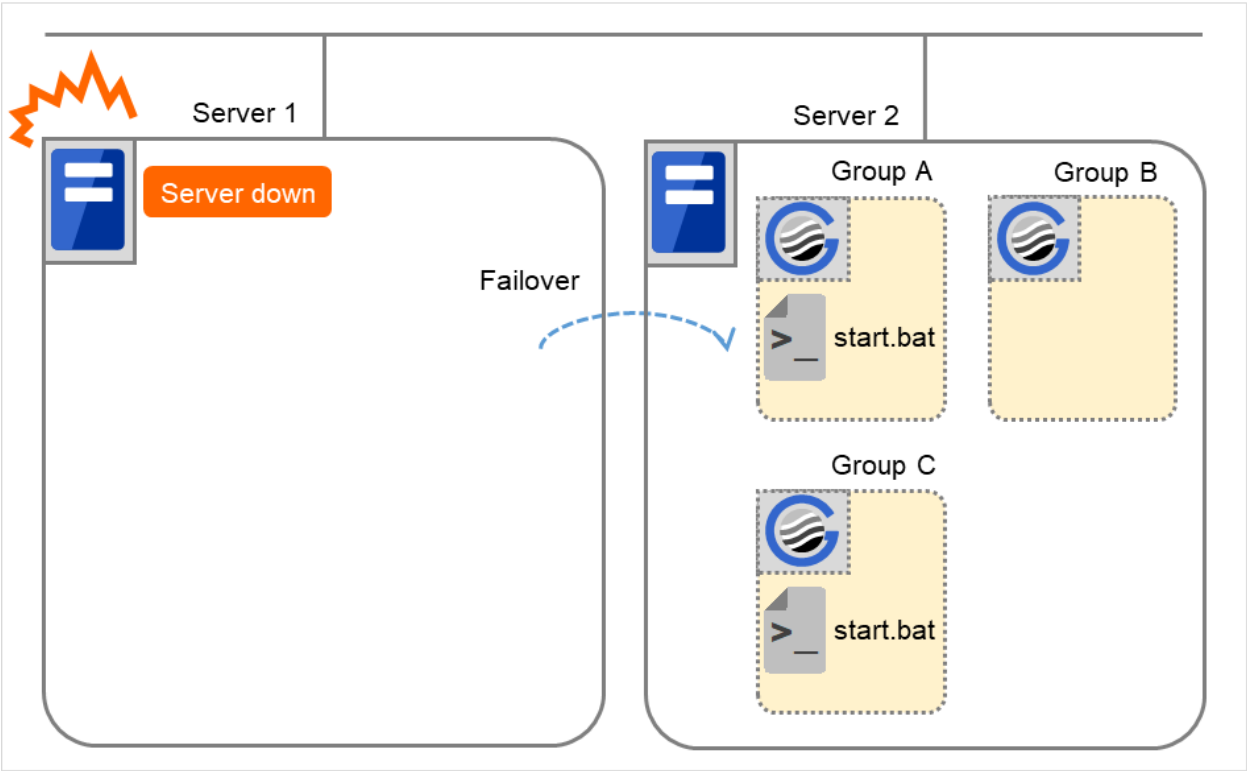 Server 1
Server 2
Server down
Group A
Group B
Failover
>_ start.bat
Group C
>_ start.bat